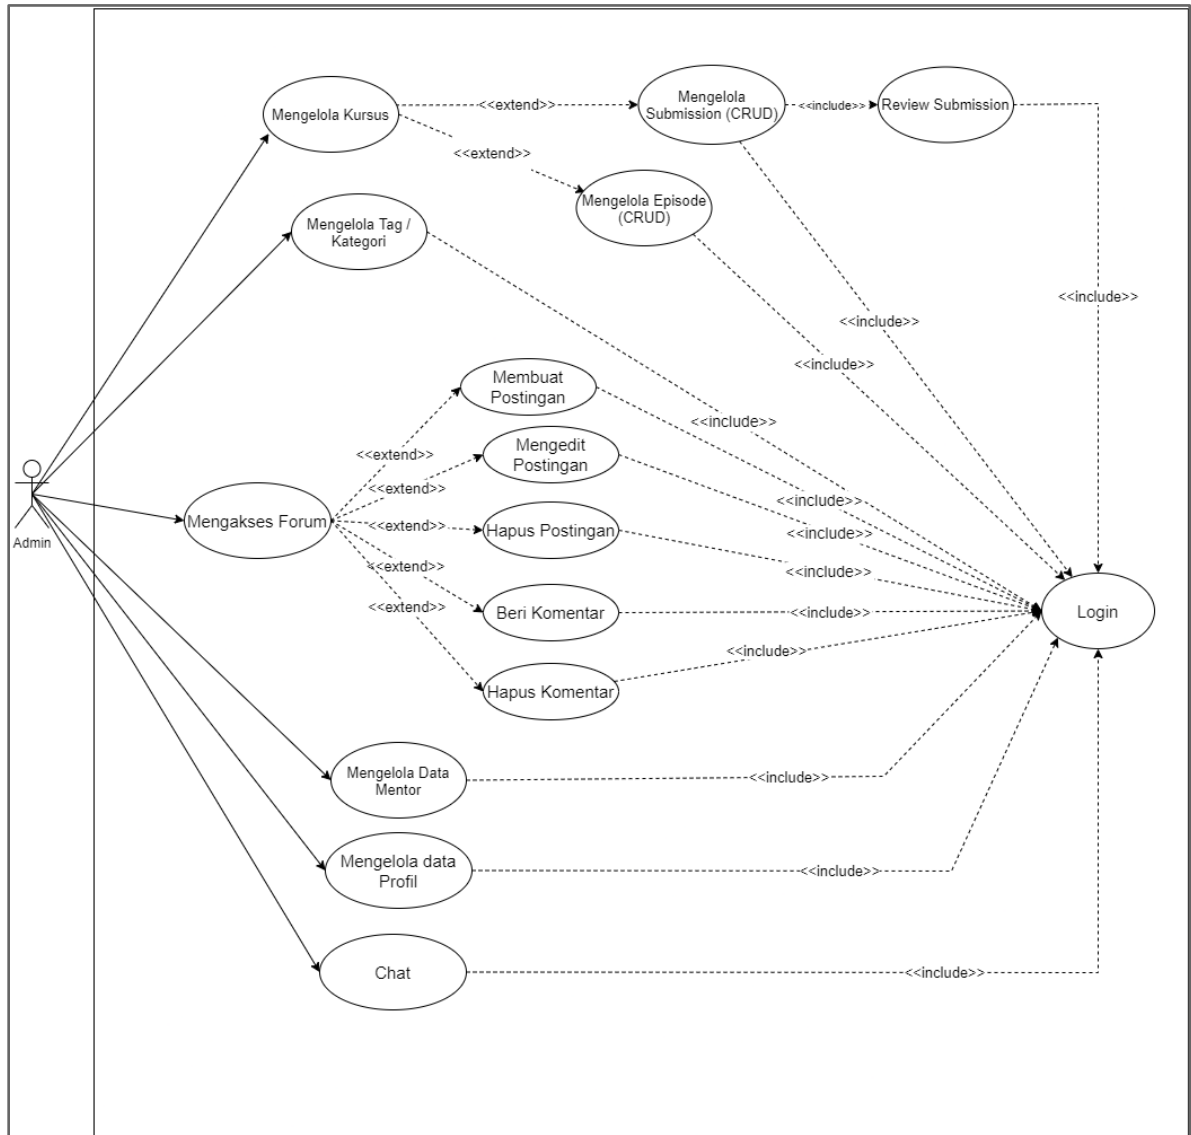 Mengelola Kursus
<<extend>>
Mengelola
Submission (CRUD)
<<include>>
Review Submission
<<extend>>
Mengelola Episode
(CRUD)
Mengelola Tag /
Kategori
<<include>>
<<include>>
<<include>>
Membuat
Postingan
<<include>>
<<extend>>
Mengedit
Postingan
<<extend>>
<<include>>
Mengakses Forum
<<extend>>
Hapus Postingan
<<include>>
Admin
<<extend>>
<<include>>
<<extend>>
Beri Komentar
<<include>>
Login
<<include>>
Hapus Komentar
Mengelola Data
Mentor
<<include>>
Mengelola data
Profil
<<include>>
Chat
<<include>>